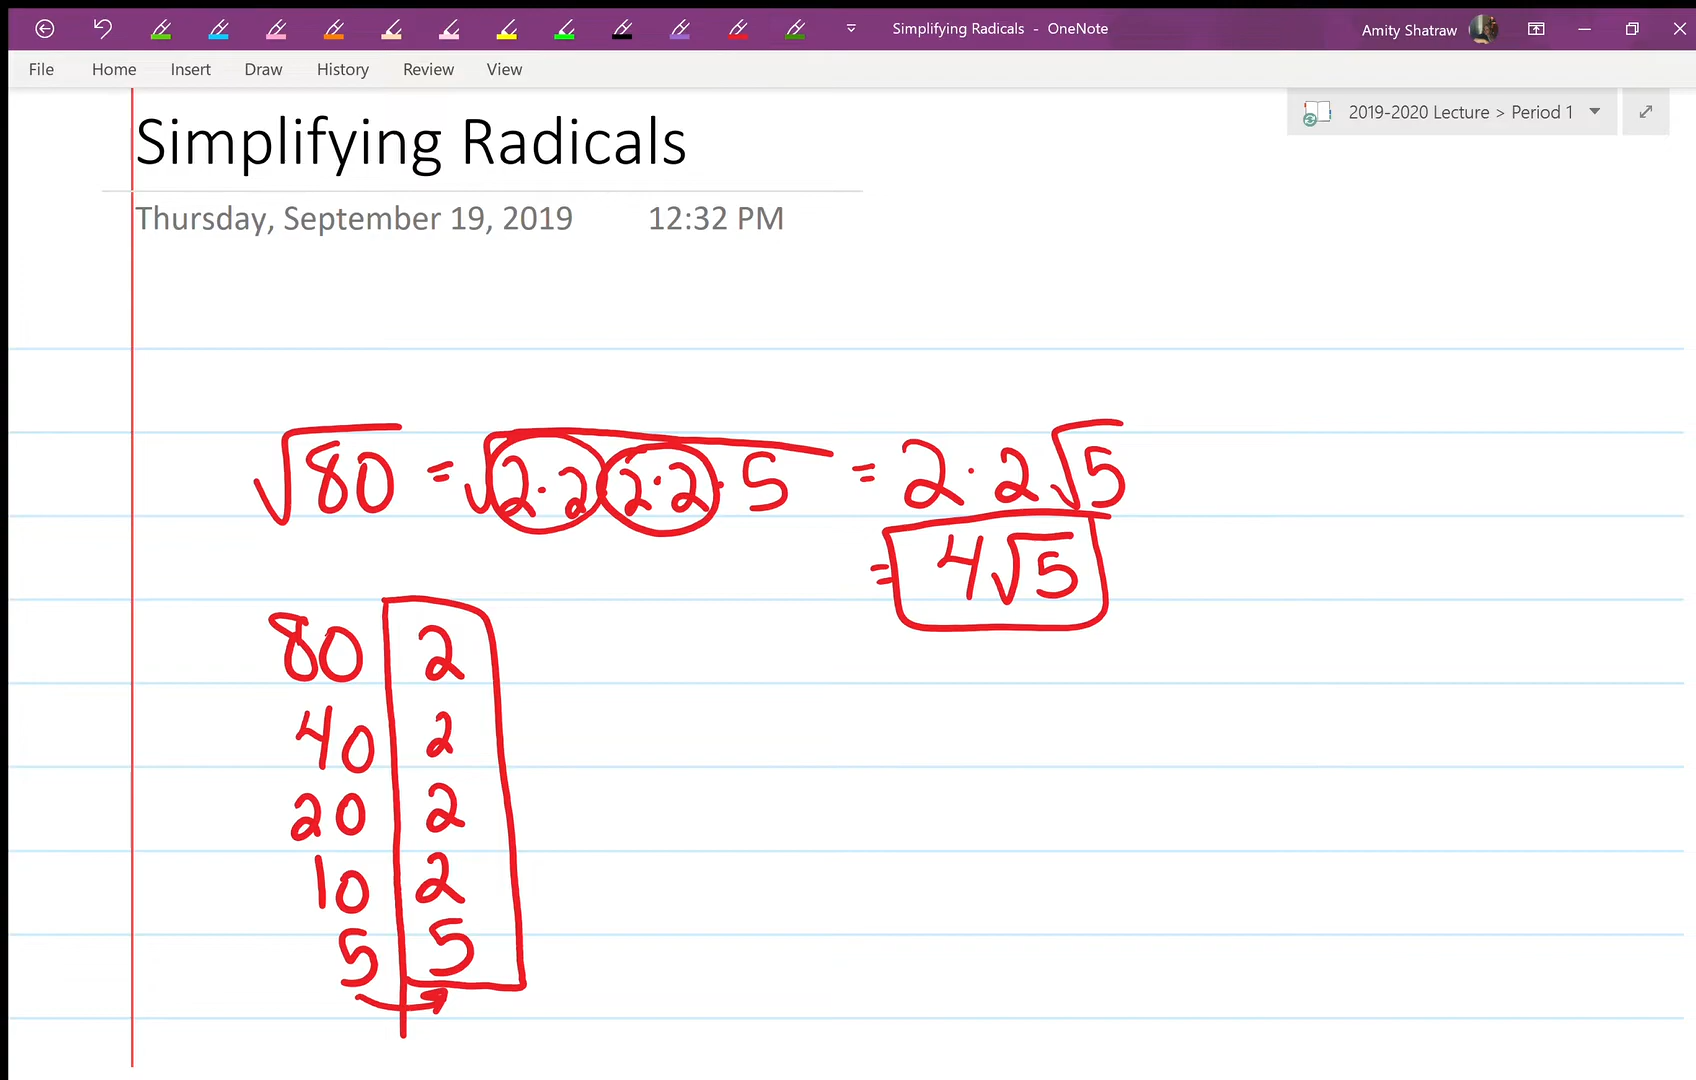 Simplifying Radicals - OneNote
Amity Shatraw
File Home Insert Draw History Review View
2019-2020 Lecture > Period 1
Simplifying Radicals
Thursday, September 19, 2019 12:32 PM
√80 = √2·2 2·2·5 = 2·2√5
= 4√5
80 2
40 2
20 2
10 2
5 5